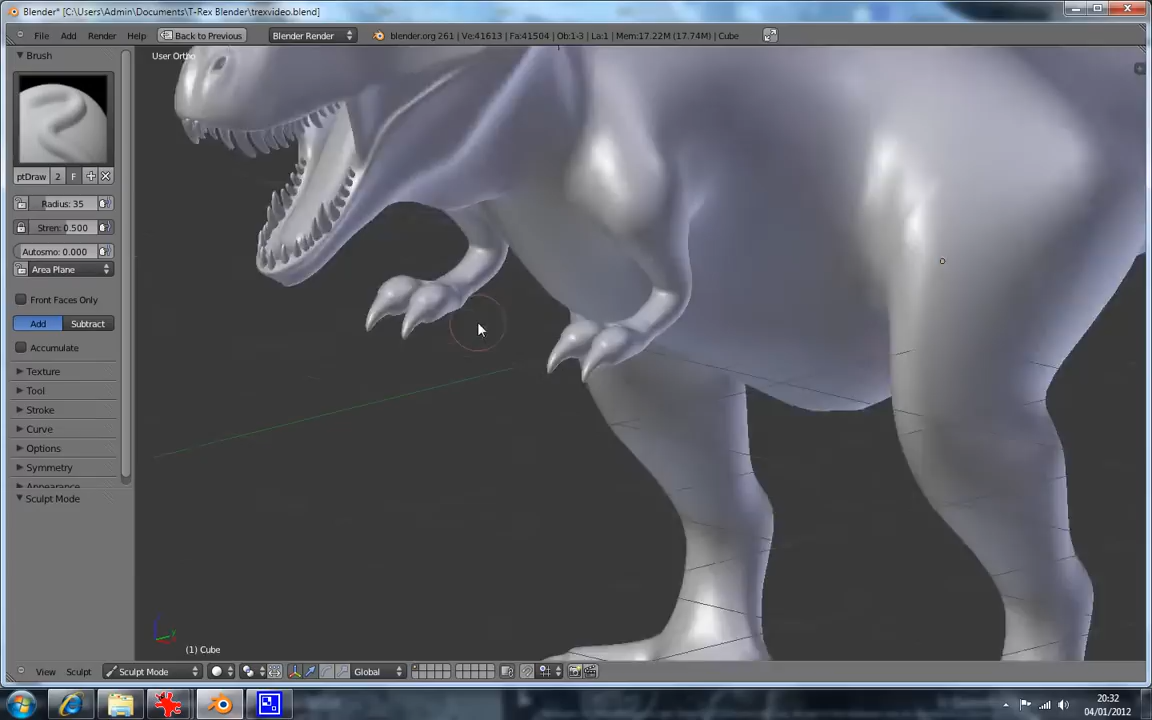 Blender* [C:\Users\Admin\Documents\T-Rex Blender\trexvideo.blend]
File Add Render Help Back to Previous Blender Render blender.org 261 | Ve:41613 | Fa:41504 | Ob:1-3 | La:1 | Mem:17.22M (17.74M) | Cube
Brush
User Ortho
ptDraw 2 F
Radius: 35
Stren: 0.500
Autosmo: 0.000
Area Plane
Front Faces Only
Add Subtract
Accumulate
Texture
Tool
Stroke
Curve
Options
Symmetry
Appearance
Sculpt Mode
(1) Cube
View Sculpt Sculpt Mode Global
20:32
04/01/2012